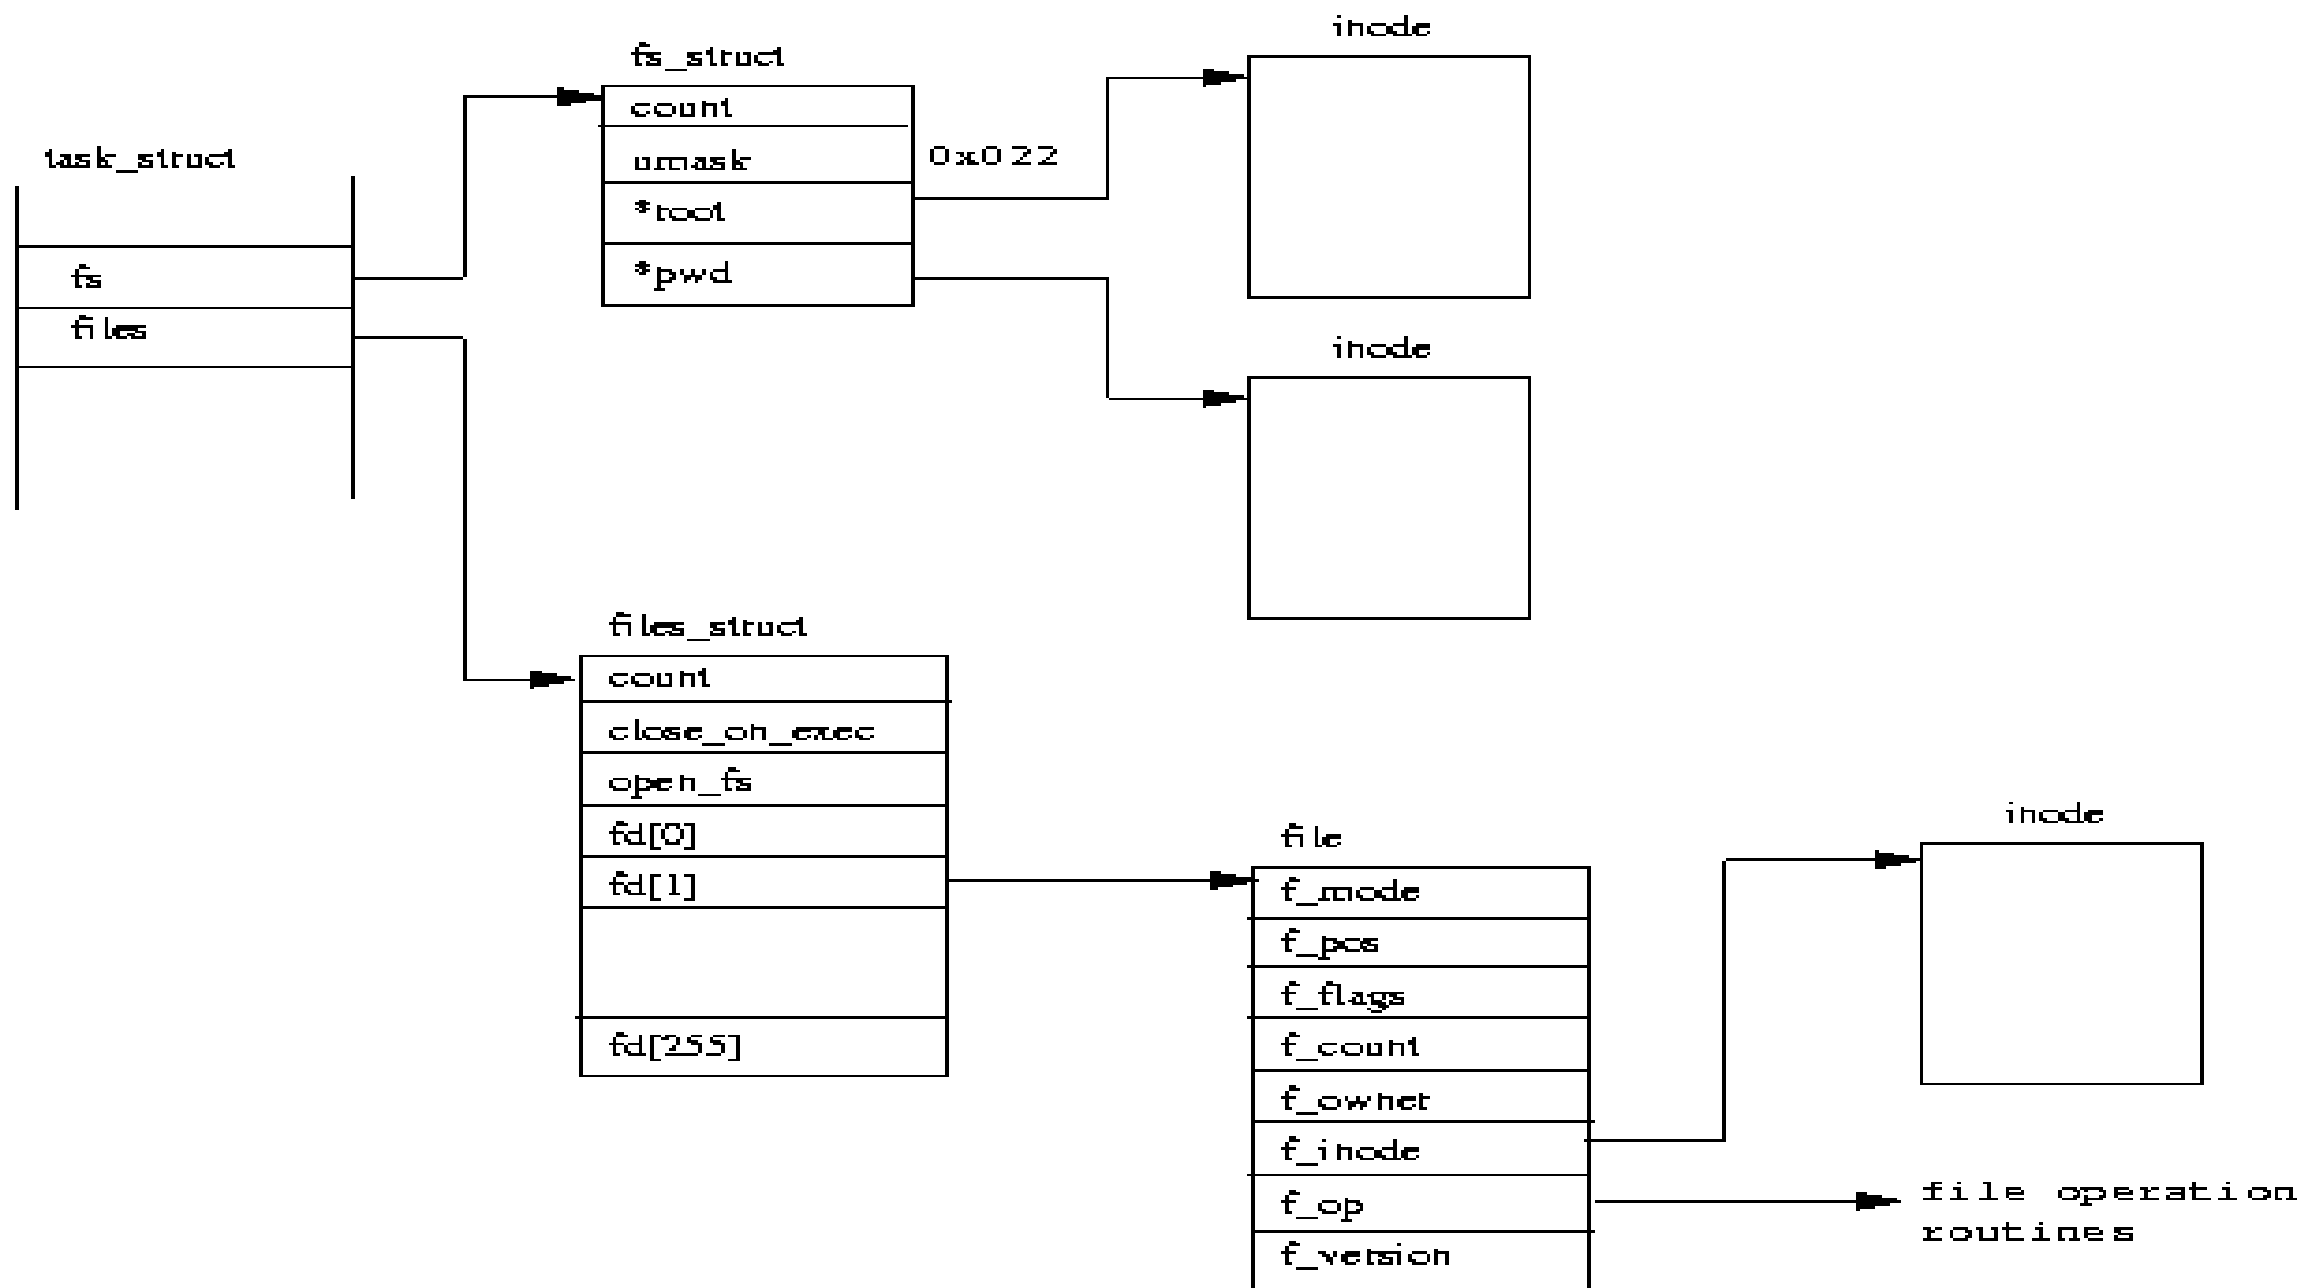 inode
fs_struct
count
umask
0x022
*root
*pwd
task_struct
fs
files
inode
files_struct
count
close_on_exec
open_fs
fd[0]
fd[1]
fd[255]
file
f_mode
f_pos
f_flags
f_count
f_owner
f_inode
f_op
f_version
inode
file operation
routines